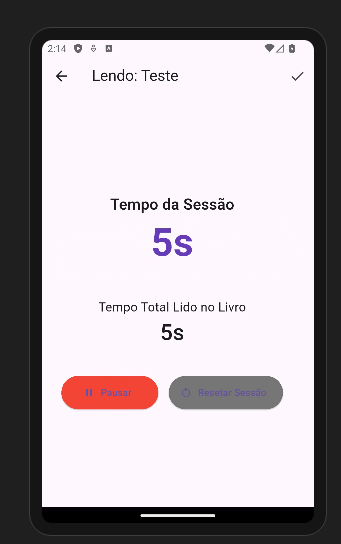 2:14
Lendo: Teste
Tempo da Sessão
5s
Tempo Total Lido no Livro
5s
Pausar
Resetar Sessão